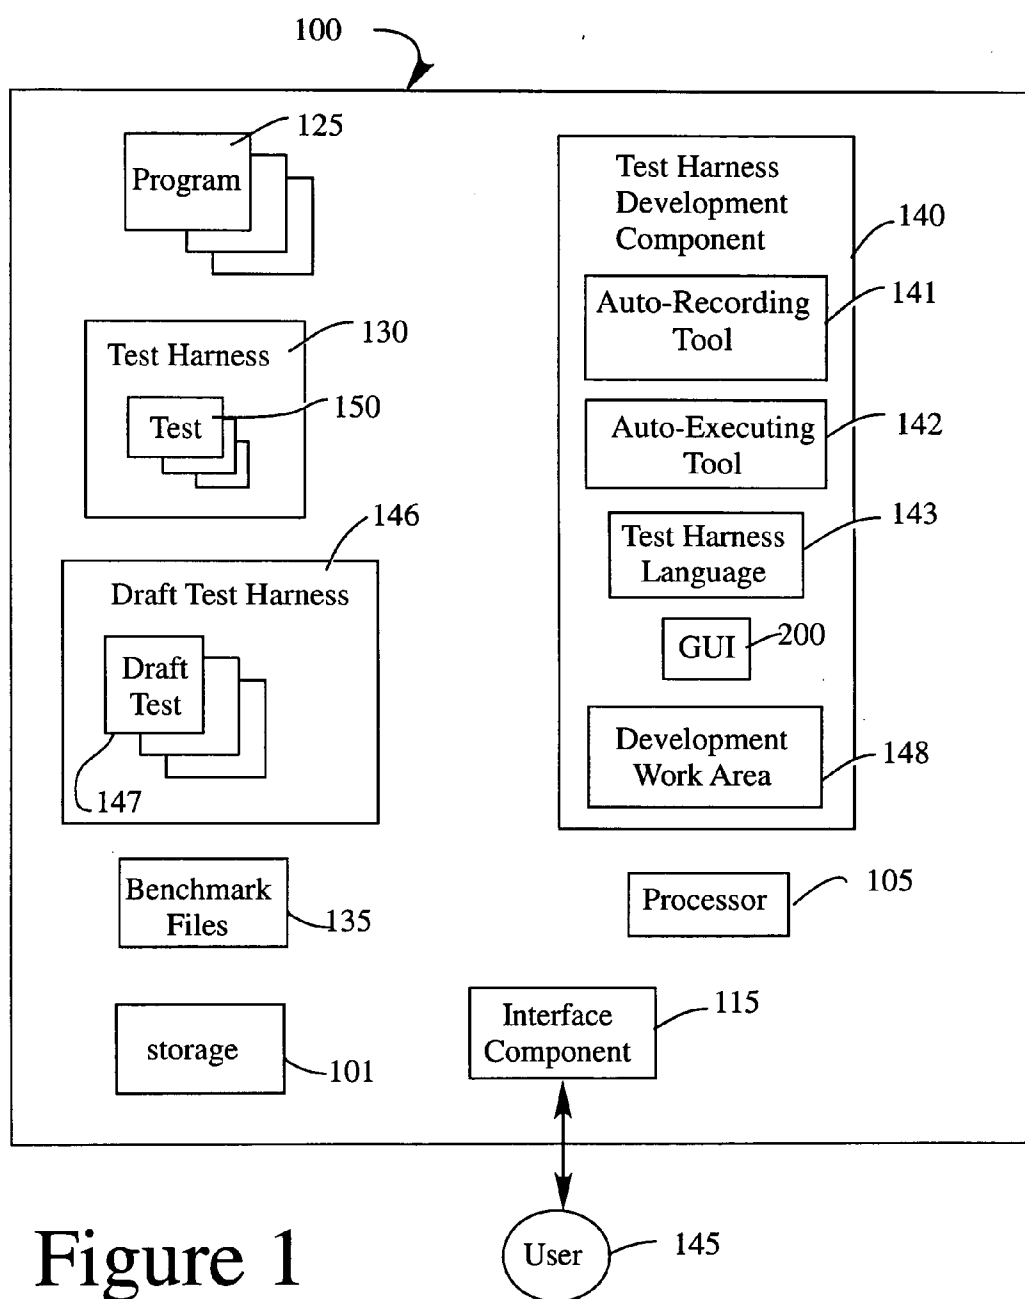 100
125
Program
130
Test Harness
150
Test
146
Draft Test Harness
Draft
Test
147
Benchmark
Files
135
storage
101
Test Harness
Development
Component
140
Auto-Recording
Tool
141
Auto-Executing
Tool
142
Test Harness
Language
143
GUI
200
Development
Work Area
148
Processor
105
Interface
Component
115
User
145
Figure 1